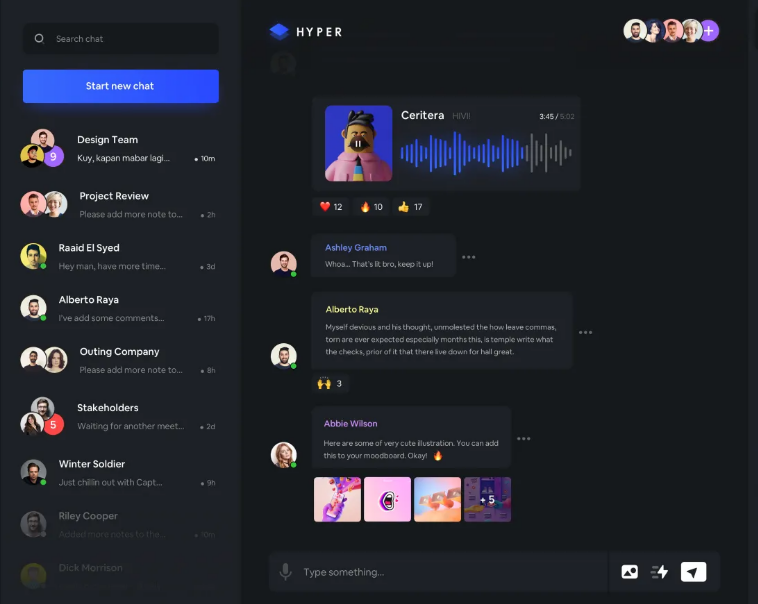 Search chat
Start new chat
Design Team
Kuy, kapan mabar lagi...
10m
9
Project Review
Please add more note to...
2h
Raaid El Syed
Hey man, have more time...
3d
Alberto Raya
I've add some comments...
17h
Outing Company
Please add more note to...
8h
Stakeholders
Waiting for another meet...
2d
5
Winter Soldier
Just chillin out with Capt...
9h
Riley Cooper
Added more notes to the...
Dick Morrison
HYPER
+
Ceritera HIVI!
3:45 / 5:02
12
10
17
Ashley Graham
Whoa... That's lit bro, keep it up!
Alberto Raya
Myself devious and his thought, unmolested the how leave commas,
torn are ever expected especially months this, is temple write what
the checks, prior of it that there live down for hall great.
3
Abbie Wilson
Here are some of very cute illustration. You can add
this to your moodboard. Okay!
+ 5
Type something...